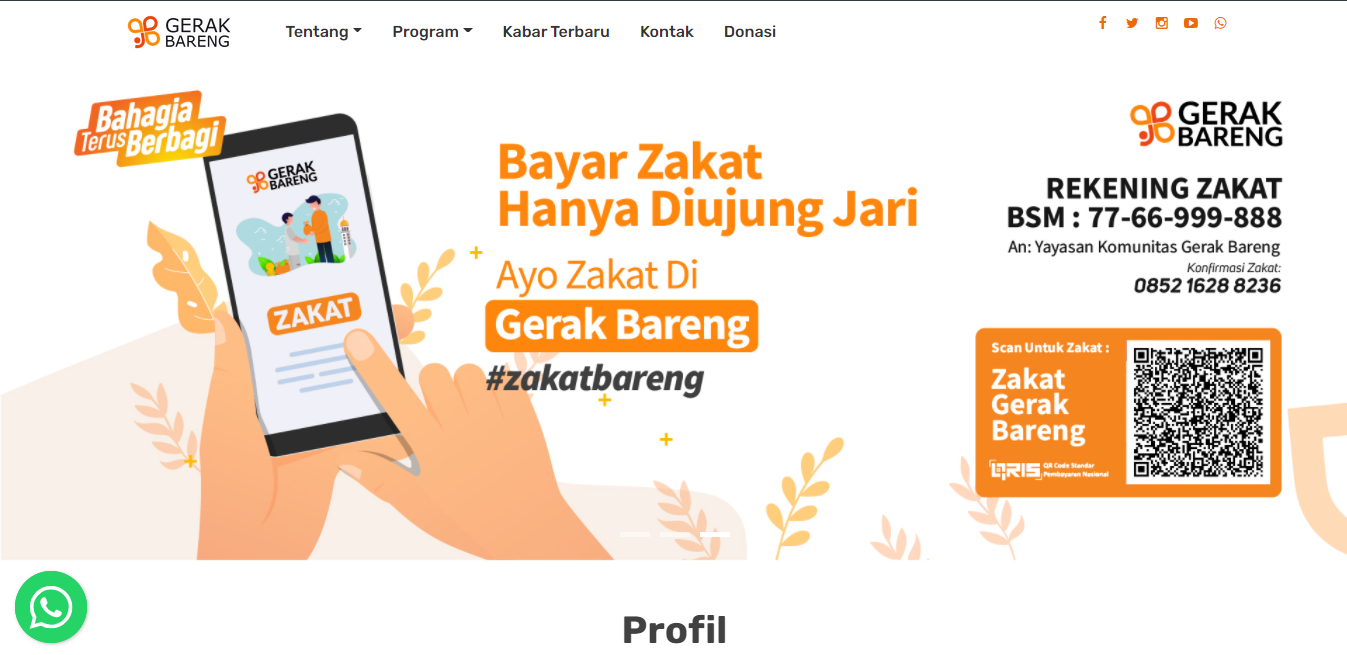 GERAK
BARENG
Tentang
Program
Kabar Terbaru
Kontak
Donasi
Bahagia
Terus Berbagi
GERAK
BARENG
ZAKAT
Bayar Zakat
Hanya Diujung Jari
Ayo Zakat Di
Gerak Bareng
#zakatbareng
GERAK
BARENG
REKENING ZAKAT
BSM : 77-66-999-888
An: Yayasan Komunitas Gerak Bareng
Konfirmasi Zakat:
0852 1628 8236
Scan Untuk Zakat :
Zakat
Gerak
Bareng
QRIS
QR Code Standar
Pembayaran Nasional
Profil